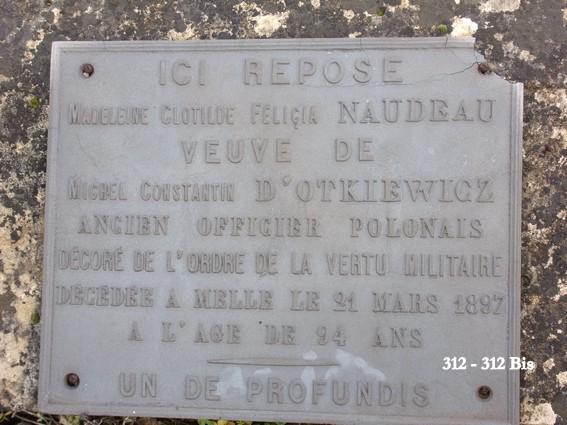 ICI REPOSE
MADELEINE CLOTILDE FÉLIÇIA NAUDEAU
VEUVE DE
MICHEL CONSTANTIN D'OTKIEWICZ
ANCIEN OFFICIER POLONAIS
DÉCORÉ DE L'ORDRE DE LA VERTU MILITAIRE
DÉCÉDÉE A MELLE LE 21 MARS 1897
A L'AGE DE 94 ANS
UN DE PROFUNDIS
312 - 312 Bis